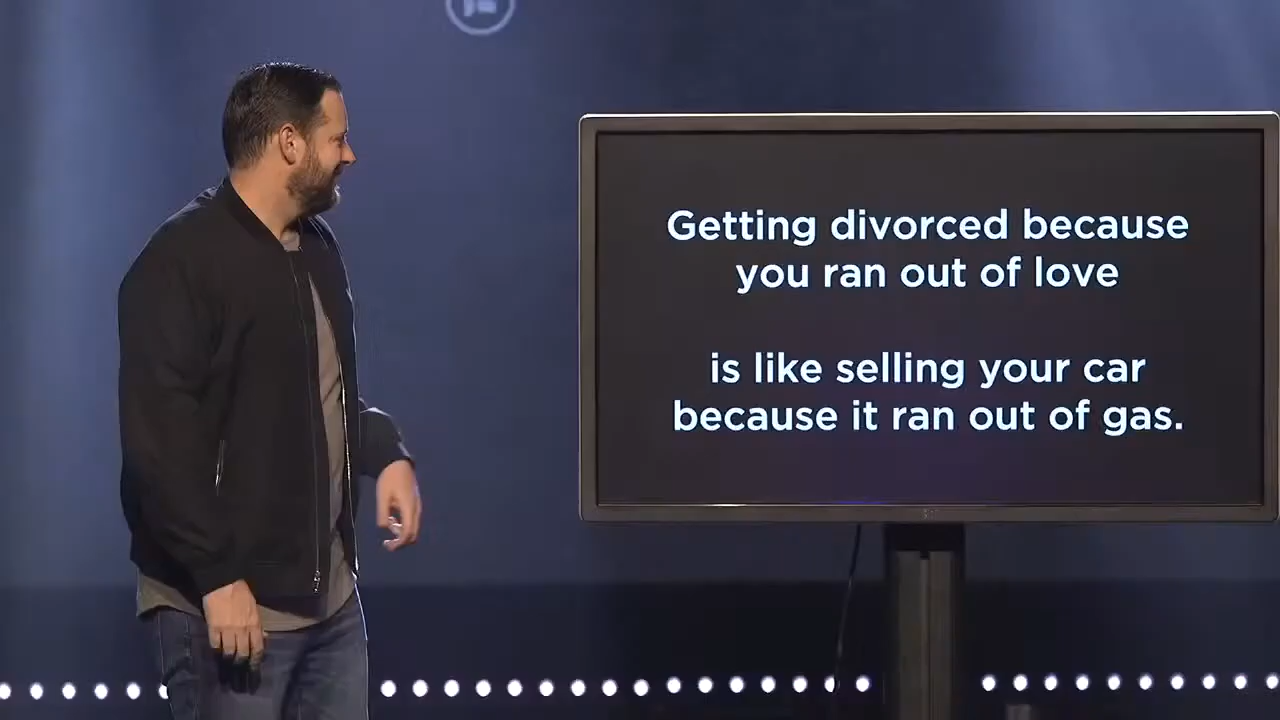 Getting divorced because
you ran out of love
is like selling your car
because it ran out of gas.